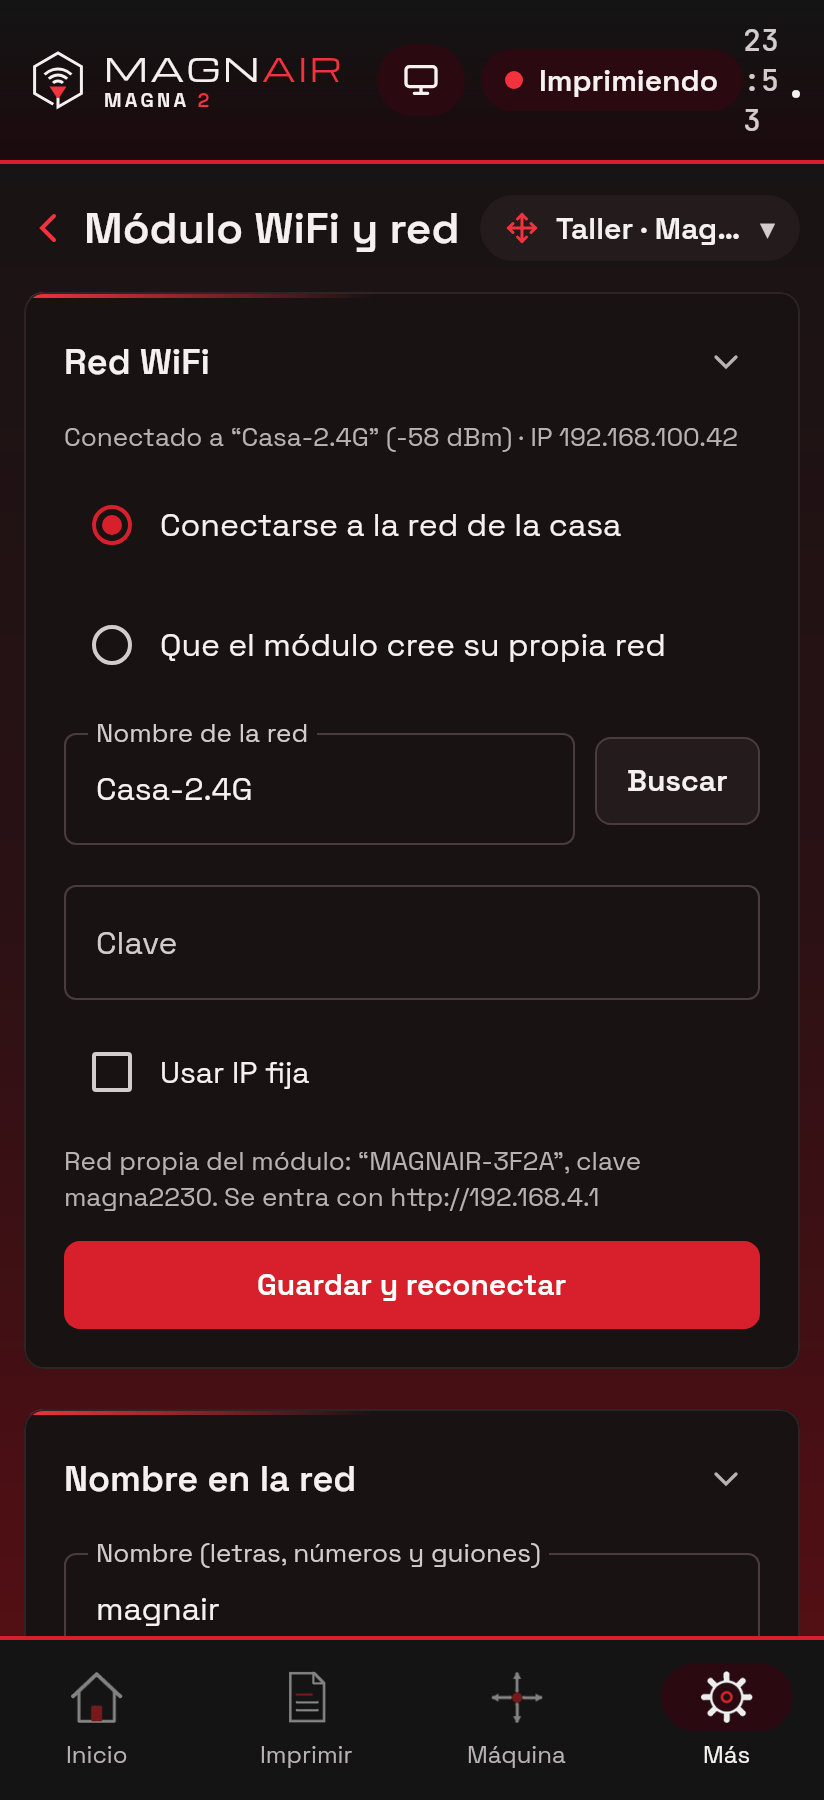 MAGNAIR
MAGNA 2
Imprimiendo
23
:5
3
Módulo WiFi y red
Taller · Mag... ▾
Red WiFi
Conectado a “Casa-2.4G” (-58 dBm) · IP 192.168.100.42
Conectarse a la red de la casa
Que el módulo cree su propia red
Nombre de la red
Casa-2.4G
Buscar
Clave
Usar IP fija
Red propia del módulo: “MAGNAIR-3F2A”, clave
magna2230. Se entra con http://192.168.4.1
Guardar y reconectar
Nombre en la red
Nombre (letras, números y guiones)
magnair
Inicio
Imprimir
Máquina
Más